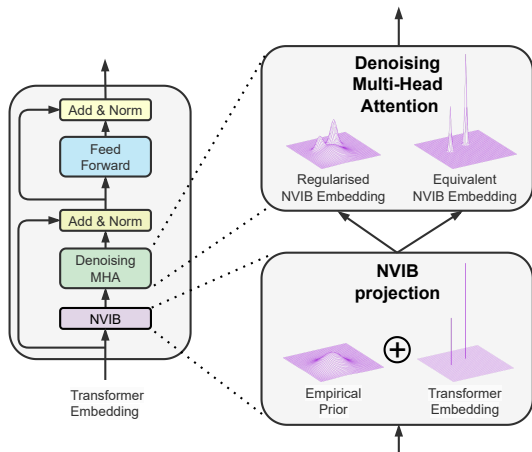 Add & Norm
Feed
Forward
Add & Norm
Denoising
MHA
NVIB
Transformer
Embedding
Denoising
Multi-Head
Attention
Regularised
NVIB Embedding
Equivalent
NVIB Embedding
NVIB
projection
Empirical
Prior
Transformer
Embedding